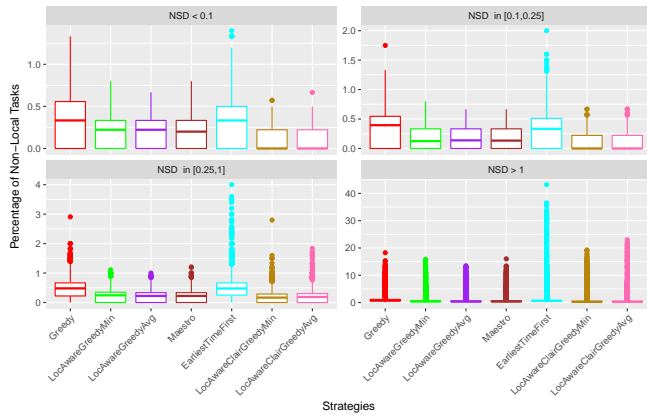 NSD < 0.1
NSD in [0.1,0.25]
Percentage of Non-Local Tasks
1.0
0.5
0.0
2.0
1.5
1.0
0.5
0.0
NSD in [0.25,1]
NSD > 1
4
3
2
1
0
40
30
20
10
0
Greedy
LocAwareGreedyMin
LocAwareGreedyAvg
Maestro
EarliestTimeFirst
LocAwareClairGreedyMin
LocAwareClairGreedyAvg
Greedy
LocAwareGreedyMin
LocAwareGreedyAvg
Maestro
EarliestTimeFirst
LocAwareClairGreedyMin
LocAwareClairGreedyAvg
Strategies